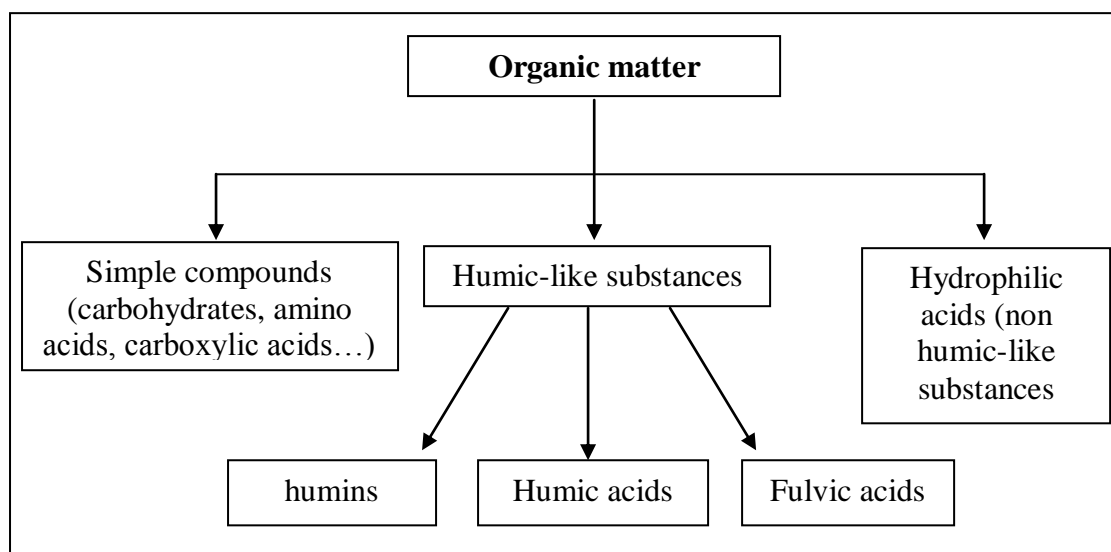 Organic matter
Simple compounds
(carbohydrates, amino
acids, carboxylic acids…)
Humic-like substances
Hydrophilic
acids (non
humic-like
substances
humins
Humic acids
Fulvic acids